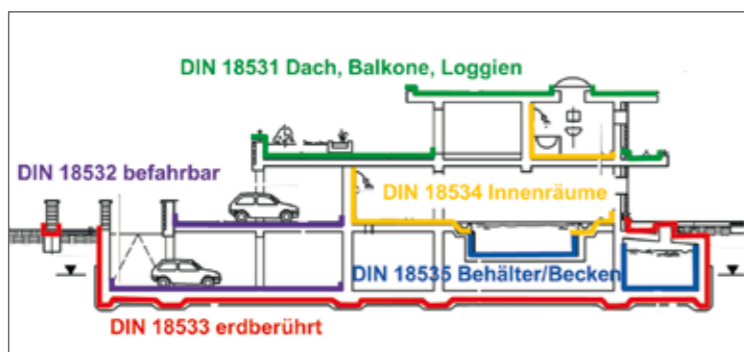 DIN 18531 Dach, Balkone, Loggien
DIN 18532 befahrbar
DIN 18534 Innenräume
DIN 18535 Behälter/Becken
DIN 18533 erdberührt